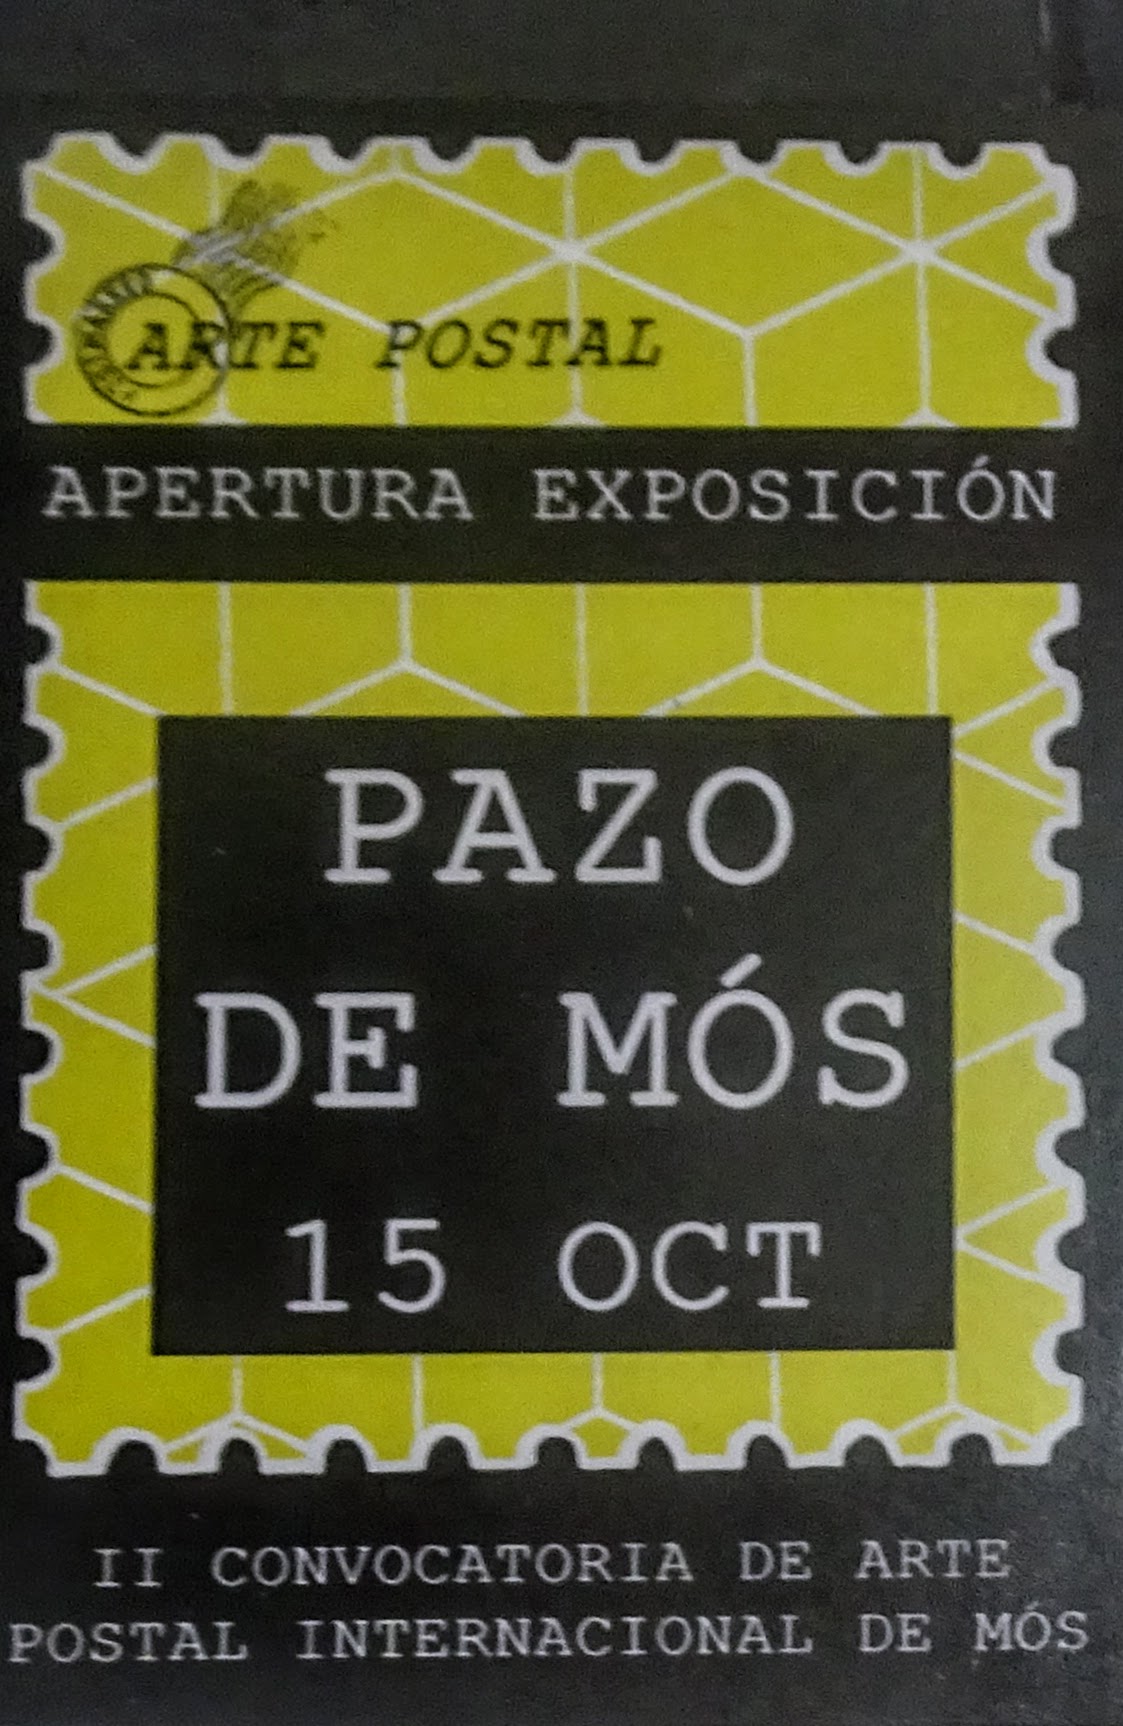 ARTE POSTAL
APERTURA EXPOSICIÓN
PAZO
DE MÓS
15 OCT
II CONVOCATORIA DE ARTE
POSTAL INTERNACIONAL DE MÓS